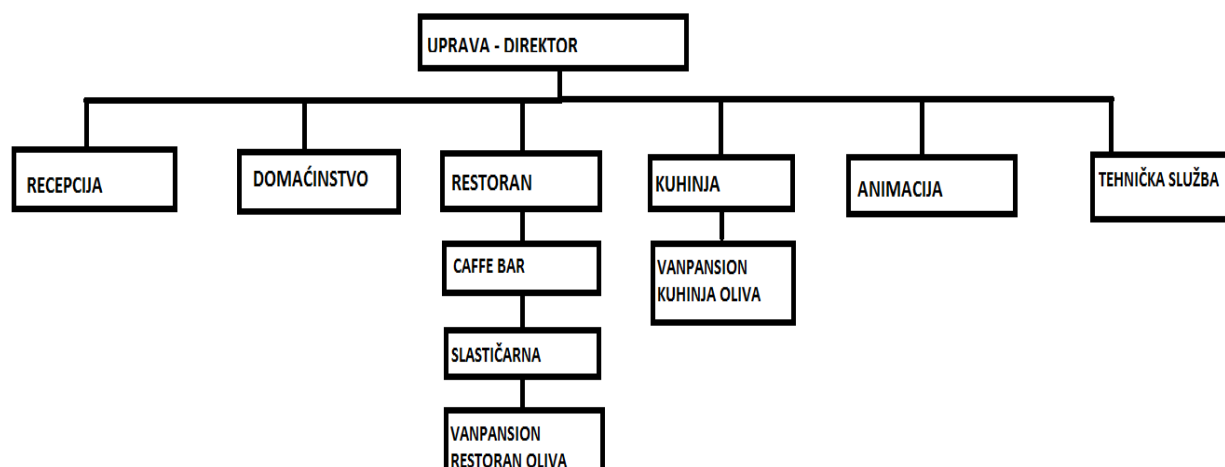 UPRAVA - DIREKTOR
RECEPCIJA
DOMAĆINSTVO
RESTORAN
KUHINJA
ANIMACIJA
TEHNIČKA SLUŽBA
CAFFE BAR
VANPANSION
KUHINJA OLIVA
SLASTIČARNA
VANPANSION
RESTORAN OLIVA